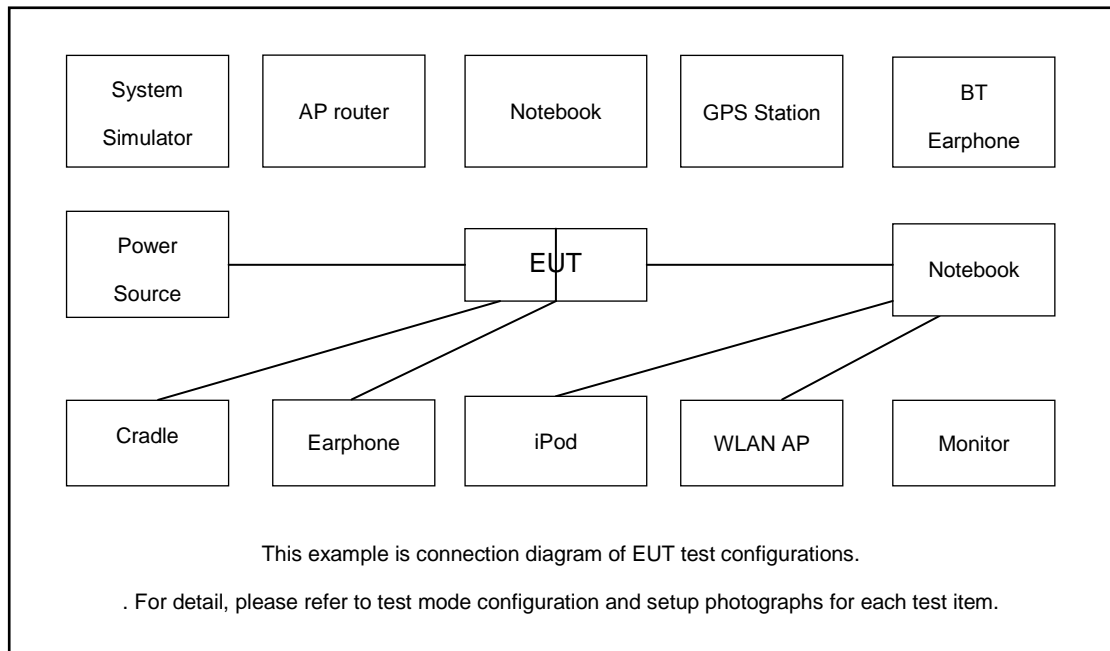 System
Simulator
AP router
Notebook
GPS Station
BT
Earphone
Power
Source
EUT
Notebook
Cradle
Earphone
iPod
WLAN AP
Monitor
This example is connection diagram of EUT test configurations.
. For detail, please refer to test mode configuration and setup photographs for each test item.